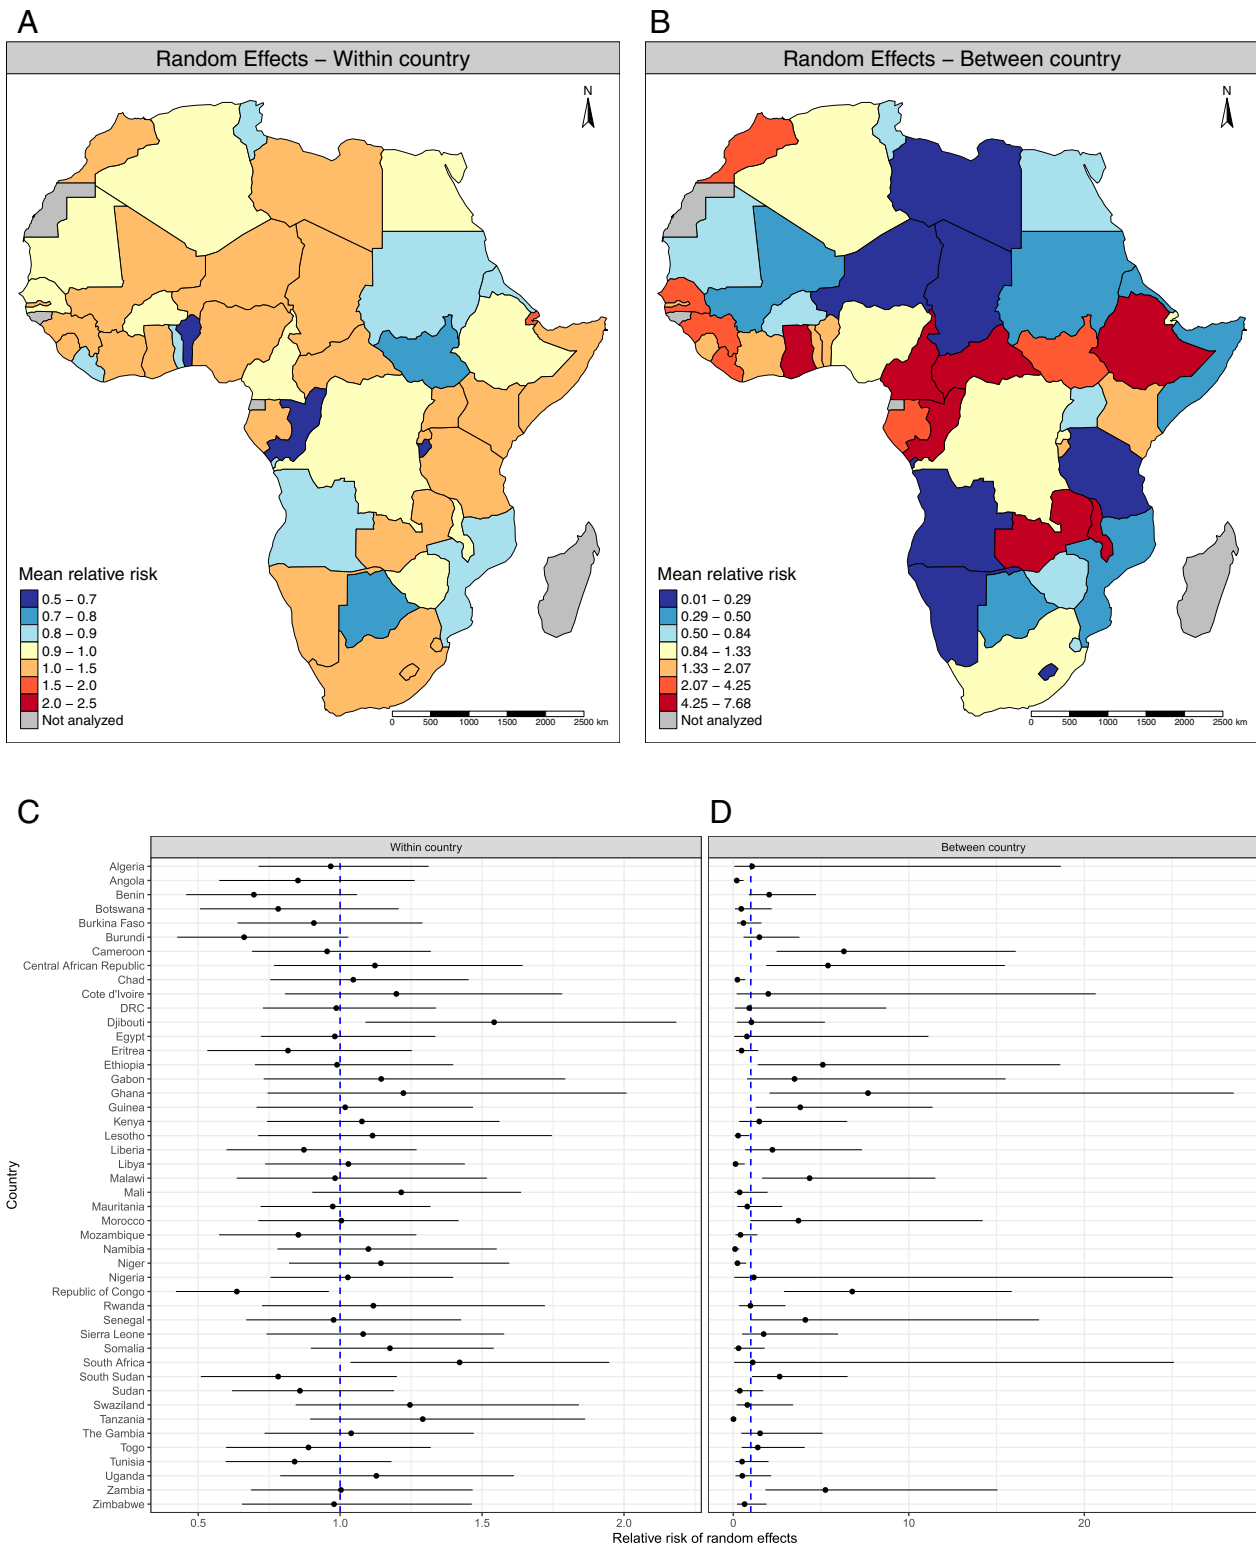 A
B
Random Effects – Within country
Random Effects – Between country
N
N
Mean relative risk
0.5 – 0.7
0.7 – 0.8
0.8 – 0.9
0.9 – 1.0
1.0 – 1.5
1.5 – 2.0
2.0 – 2.5
Not analyzed
0 500 1000 1500 2000 2500 km
Mean relative risk
0.01 – 0.29
0.29 – 0.50
0.50 – 0.84
0.84 – 1.33
1.33 – 2.07
2.07 – 4.25
4.25 – 7.68
Not analyzed
0 500 1000 1500 2000 2500 km
C
D
Within country
Between country
Country
Algeria
Angola
Benin
Botswana
Burkina Faso
Burundi
Cameroon
Central African Republic
Chad
Cote d'Ivoire
DRC
Djibouti
Egypt
Eritrea
Ethiopia
Gabon
Ghana
Guinea
Kenya
Lesotho
Liberia
Libya
Malawi
Mali
Mauritania
Morocco
Mozambique
Namibia
Niger
Nigeria
Republic of Congo
Rwanda
Senegal
Sierra Leone
Somalia
South Africa
South Sudan
Sudan
Swaziland
Tanzania
The Gambia
Togo
Tunisia
Uganda
Zambia
Zimbabwe
0.5 1.0 1.5 2.0
0 10 20
Relative risk of random effects